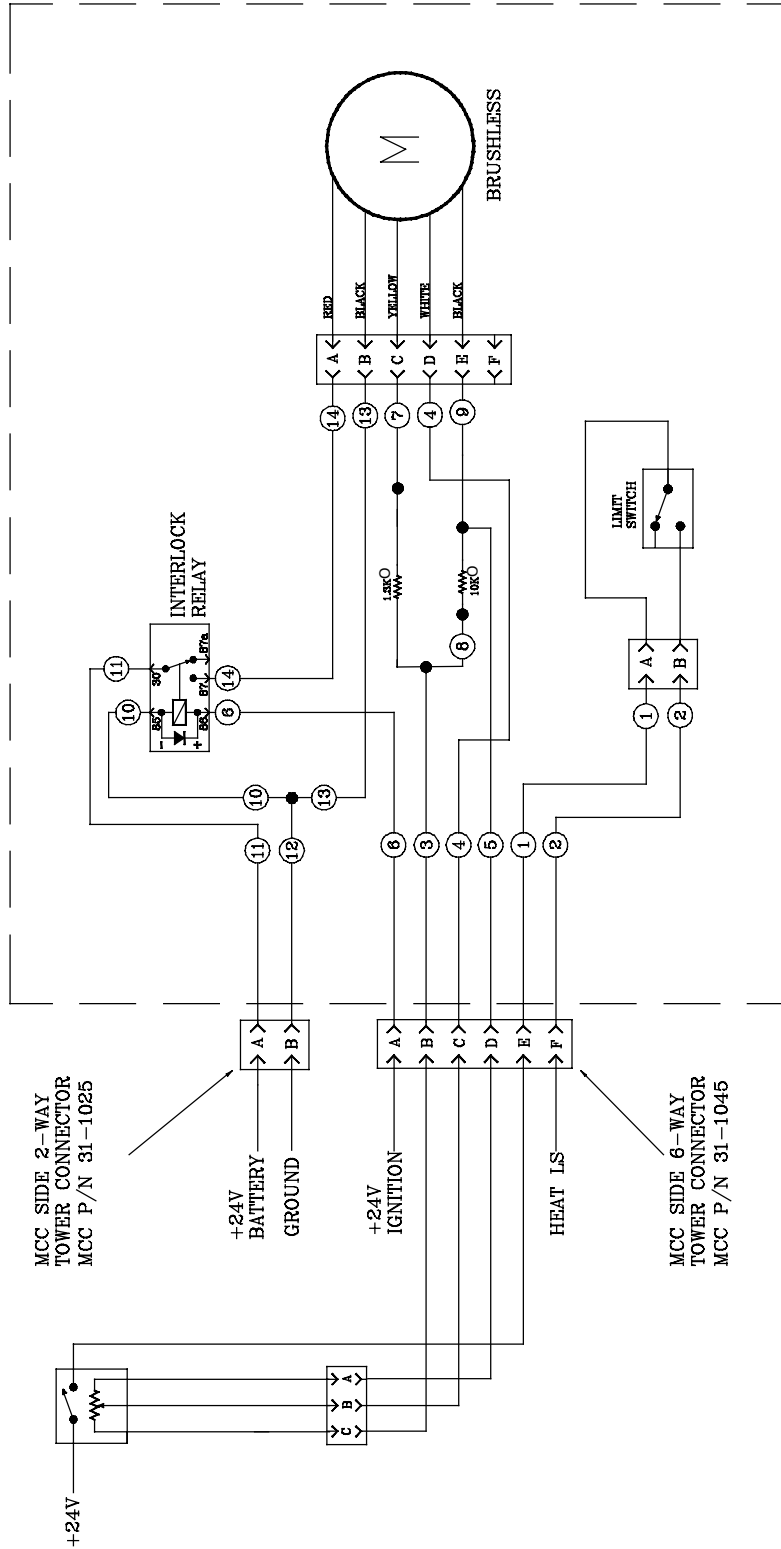 +24V
C
B
A
MCC SIDE 2-WAY
TOWER CONNECTOR
MCC P/N 31-1025
+24V
BATTERY
GROUND
A
B
+24V
IGNITION
HEAT LS
A
B
C
D
E
F
MCC SIDE 6-WAY
TOWER CONNECTOR
MCC P/N 31-1045
11
12
10
13
6
3
4
5
1
2
10
11
6
14
INTERLOCK
RELAY
30
87a
87
85
86
-
+
1.3K
10K
8
14
13
7
4
9
A
B
C
D
E
F
RED
BLACK
YELLOW
WHITE
BLACK
M
BRUSHLESS
1
2
A
B
LIMIT
SWITCH